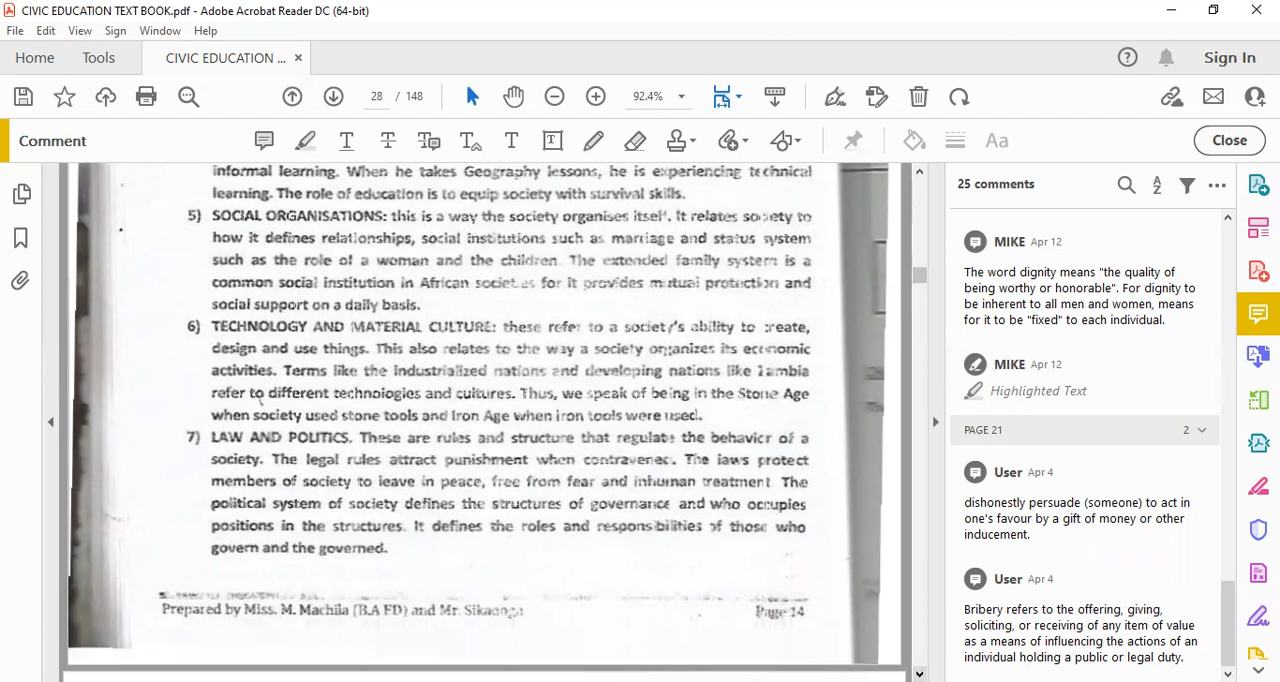 CIVIC EDUCATION TEXT BOOK.pdf - Adobe Acrobat Reader DC (64-bit)
File Edit View Sign Window Help
Home Tools CIVIC EDUCATION ... × Sign In
28 / 148 92.4%
Comment Close
informal learning. When he takes Geography lessons, he is experiencing technical
learning. The role of education is to equip society with survival skills.
5) SOCIAL ORGANISATIONS: this is a way the society organises itself. It relates society to
how it defines relationships, social institutions such as marriage and status system
such as the role of a woman and the children. The extended family system is a
common social institution in African societies for it provides mutual protection and
social support on a daily basis.
6) TECHNOLOGY AND MATERIAL CULTURE: these refer to a society's ability to create,
design and use things. This also relates to the way a society organizes its economic
activities. Terms like the industrialized nations and developing nations like Zambia
refer to different technologies and cultures. Thus, we speak of being in the Stone Age
when society used stone tools and Iron Age when iron tools were used.
7) LAW AND POLITICS. These are rules and structure that regulate the behavior of a
society. The legal rules attract punishment when contravened. The laws protect
members of society to leave in peace, free from fear and inhuman treatment. The
political system of society defines the structures of governance and who occupies
positions in the structures. It defines the roles and responsibilities of those who
govern and the governed.
Prepared by Miss. M. Machila (B.A ED) and Mr. Page 14
25 comments
MIKE Apr 12
The word dignity means "the quality of
being worthy or honorable". For dignity to
be inherent to all men and women, means
for it to be "fixed" to each individual.
MIKE Apr 12
Highlighted Text
PAGE 21 2
User Apr 4
dishonestly persuade (someone) to act in
one's favour by a gift of money or other
inducement.
User Apr 4
Bribery refers to the offering, giving,
soliciting, or receiving of any item of value
as a means of influencing the actions of an
individual holding a public or legal duty.